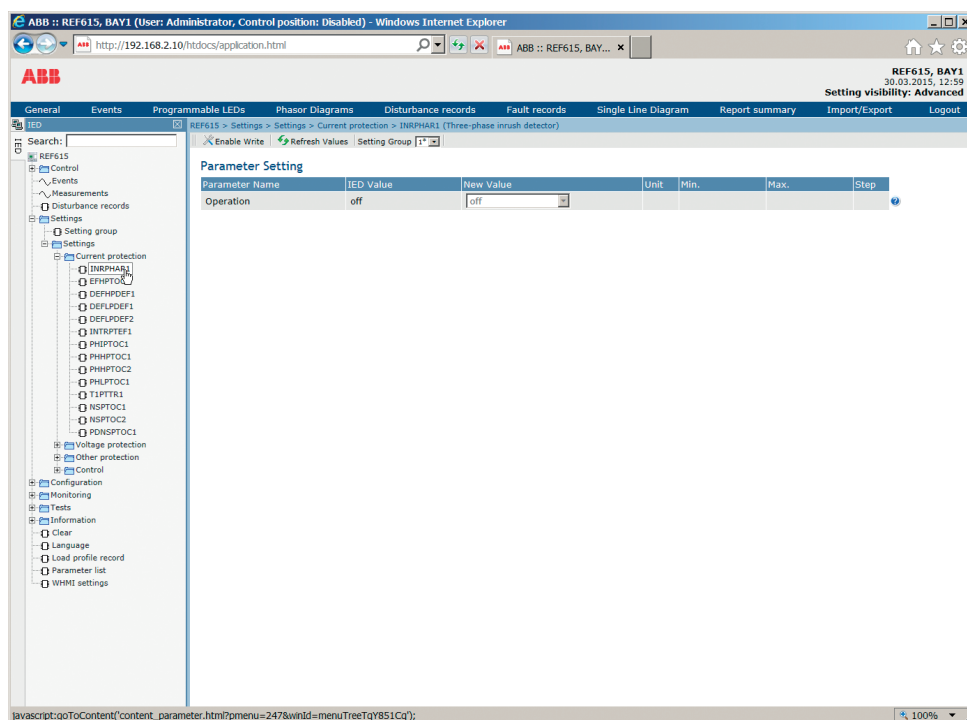 ABB :: REF615, BAY1 (User: Administrator, Control position: Disabled) - Windows Internet Explorer
ABB http://192.168.2.10/htdocs/application.html
ABB ABB :: REF615, BAY... ×
ABB
REF615, BAY1
30.03.2015, 12:59
Setting visibility: Advanced
General Events Programmable LEDs Phasor Diagrams Disturbance records Fault records Single Line Diagram Report summary Import/Export Logout
IED
IED
REF615 > Settings > Settings > Current protection > INRPHAR1 (Three-phase inrush detector)
Search:
Enable Write Refresh Values Setting Group 1*
REF615
Control
Events
Measurements
Disturbance records
Settings
Setting group
Settings
Current protection
INRPHAR1
EFHPTOC1
DEFHPDEF1
DEFLPDEF1
DEFLPDEF2
INTRPTEF1
PHIPTOC1
PHHPTOC1
PHHPTOC2
PHLPTOC1
T1PTTR1
NSPTOC1
NSPTOC2
PDNSPTOC1
Voltage protection
Other protection
Control
Configuration
Monitoring
Tests
Information
Clear
Language
Load profile record
Parameter list
WHMI settings
Parameter Setting
Parameter Name IED Value New Value Unit Min. Max. Step
Operation off off
javascript:goToContent('content_parameter.html?pmenu=247&winId=menuTreeTqY851Cq');
100%